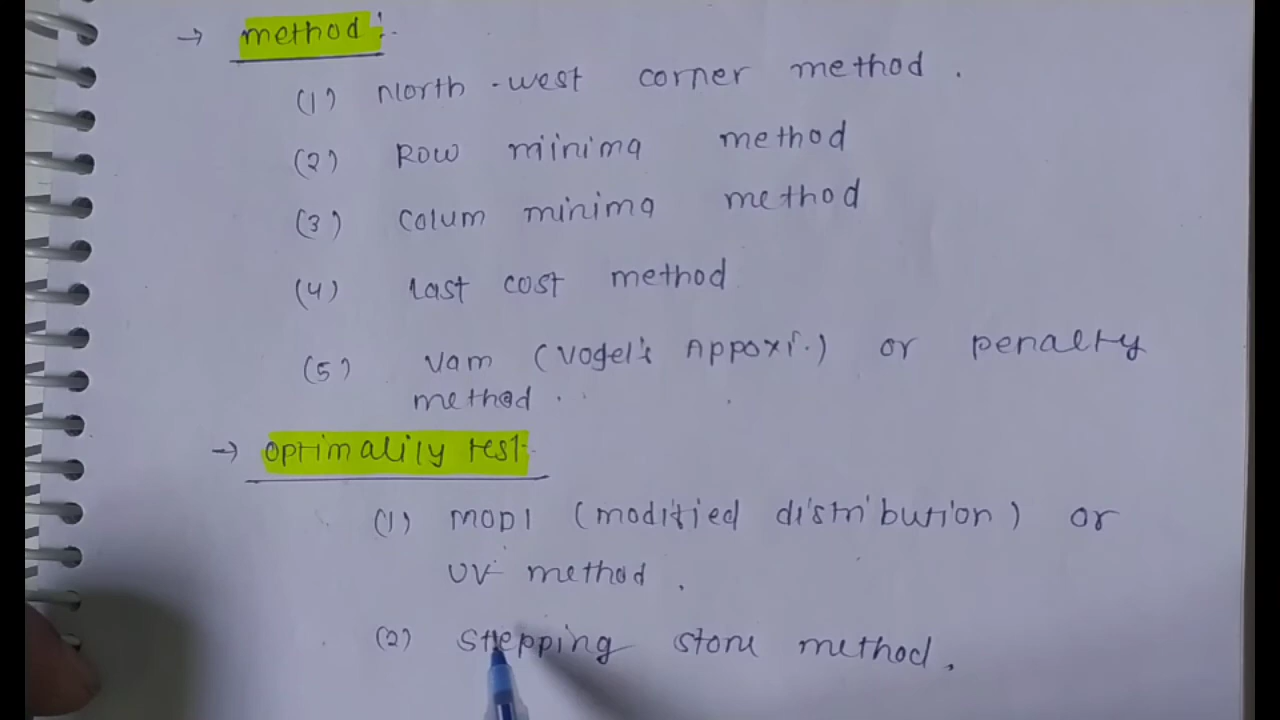 → method :-
(1) North-west corner method.
(2) Row minima method
(3) colum minima method
(4) Last cost method
(5) Vam (Vogel's Appoxi.) or penalty
method.
→ optimality test
(1) MODI (modified distribution) or
UV method.
(2) stepping stone method.